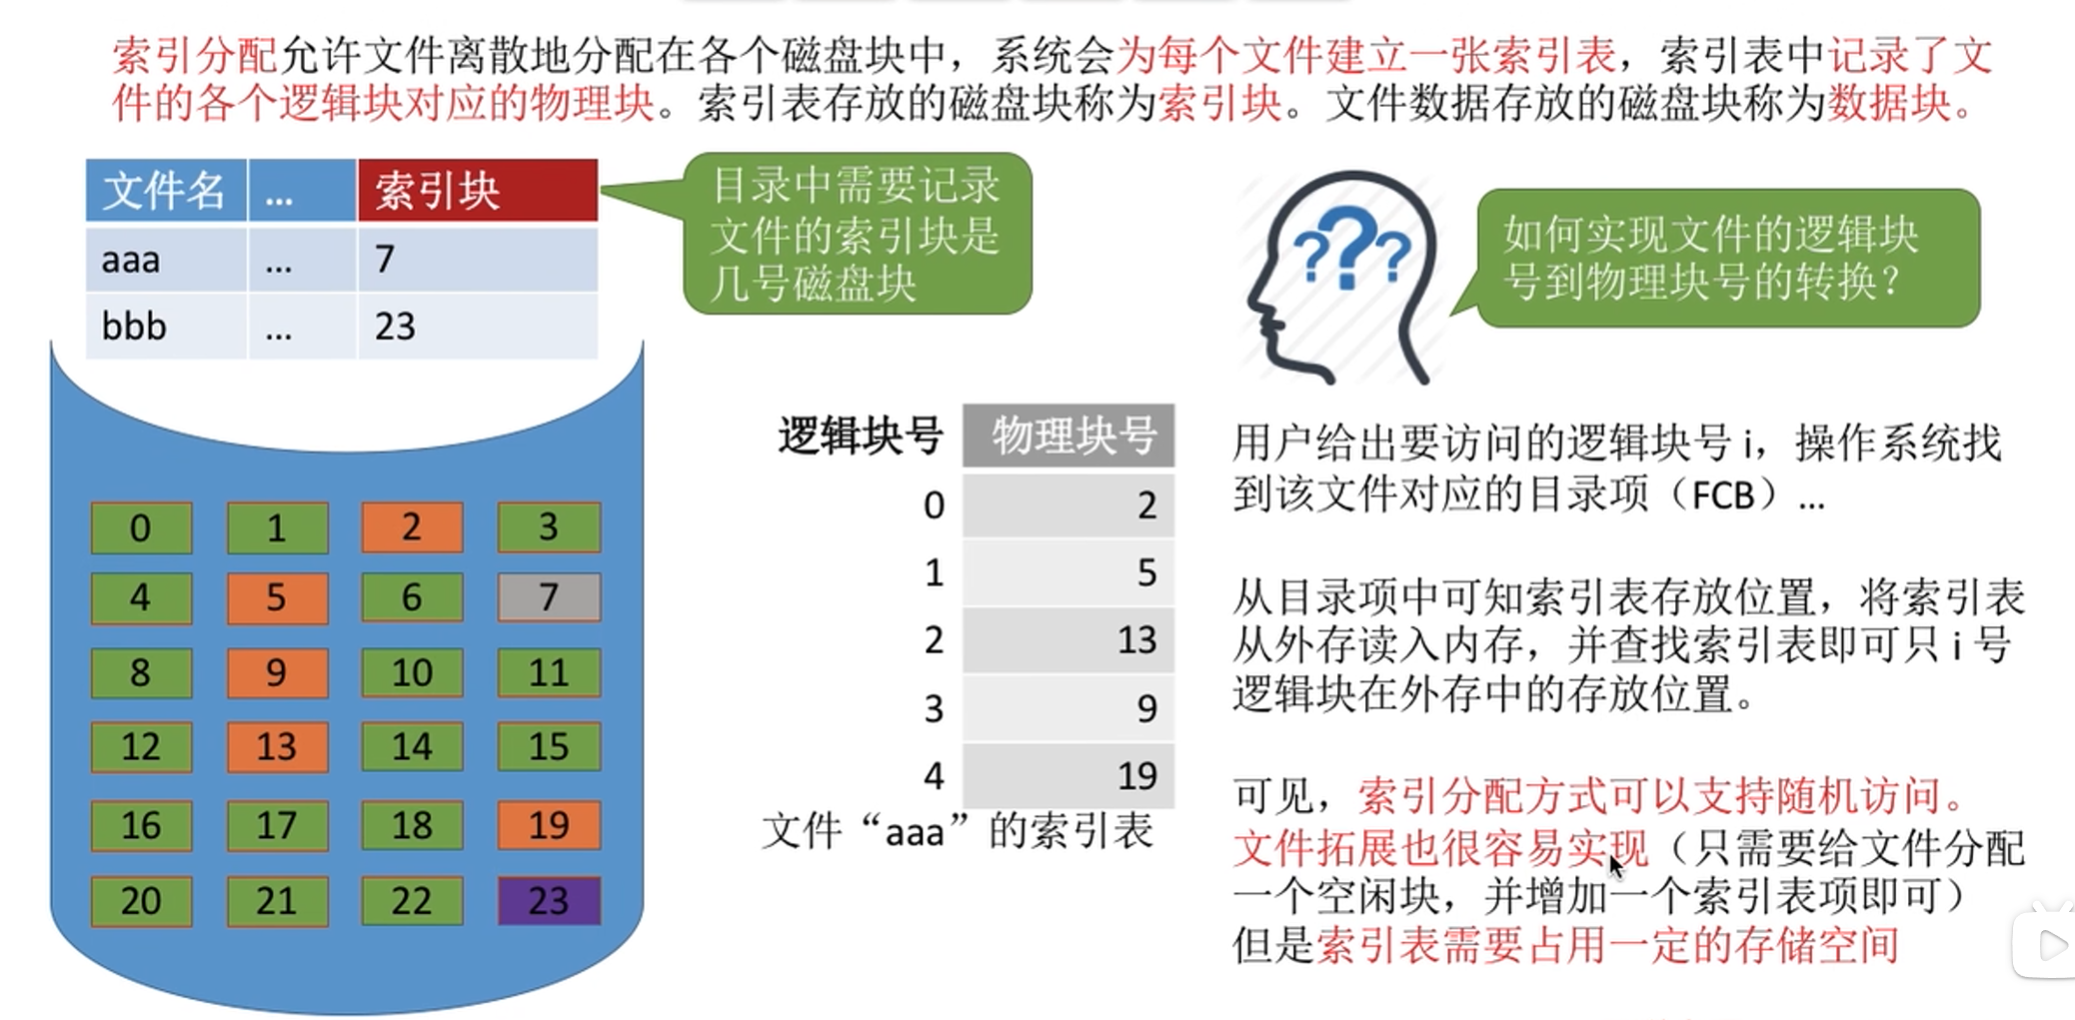 索引分配允许文件离散地分配在各个磁盘块中，系统会为每个文件建立一张索引表，索引表中记录了文
件的各个逻辑块对应的物理块。索引表存放的磁盘块称为索引块。文件数据存放的磁盘块称为数据块。
文件名 ... 索引块
aaa ... 7
bbb ... 23
目录中需要记录
文件的索引块是
几号磁盘块
???
如何实现文件的逻辑块
号到物理块号的转换？
0 1 2 3
4 5 6 7
8 9 10 11
12 13 14 15
16 17 18 19
20 21 22 23
逻辑块号 物理块号
0 2
1 5
2 13
3 9
4 19
文件“aaa”的索引表
用户给出要访问的逻辑块号 i，操作系统找
到该文件对应的目录项（FCB）...
从目录项中可知索引表存放位置，将索引表
从外存读入内存，并查找索引表即可只 i 号
逻辑块在外存中的存放位置。
可见，索引分配方式可以支持随机访问。
文件拓展也很容易实现（只需要给文件分配
一个空闲块，并增加一个索引表项即可）
但是索引表需要占用一定的存储空间